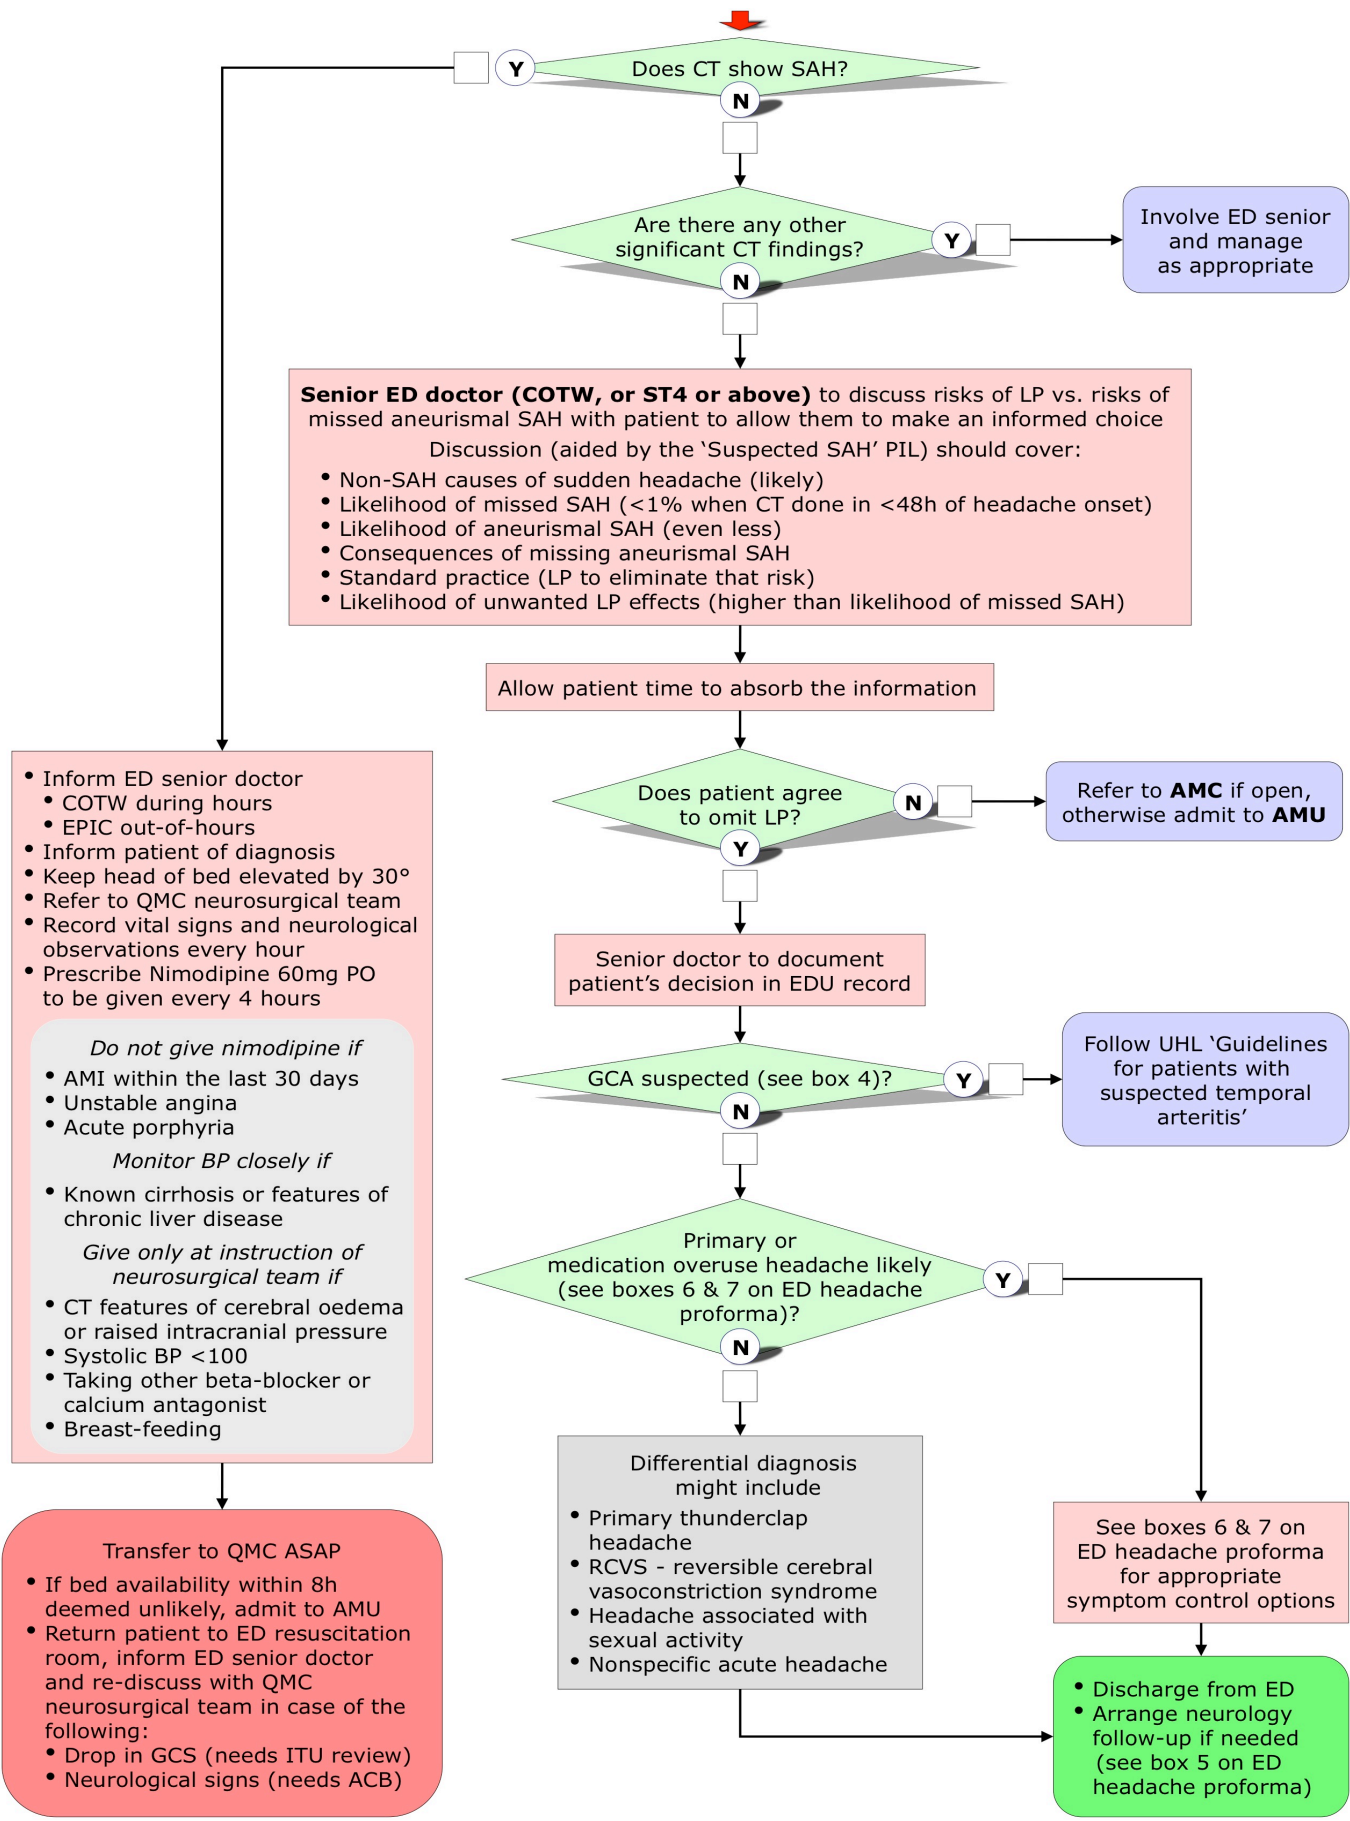 Does CT show SAH?
Y
N
Are there any other
significant CT findings?
Y
N
Involve ED senior
and manage
as appropriate
Senior ED doctor (COTW, or ST4 or above) to discuss risks of LP vs. risks of
missed aneurismal SAH with patient to allow them to make an informed choice
Discussion (aided by the ‘Suspected SAH’ PIL) should cover:
• Non-SAH causes of sudden headache (likely)
• Likelihood of missed SAH (<1% when CT done in <48h of headache onset)
• Likelihood of aneurismal SAH (even less)
• Consequences of missing aneurismal SAH
• Standard practice (LP to eliminate that risk)
• Likelihood of unwanted LP effects (higher than likelihood of missed SAH)
Allow patient time to absorb the information
Does patient agree
to omit LP?
N
Y
Refer to AMC if open,
otherwise admit to AMU
Senior doctor to document
patient’s decision in EDU record
GCA suspected (see box 4)?
Y
N
Follow UHL ‘Guidelines
for patients with
suspected temporal
arteritis’
Primary or
medication overuse headache likely
(see boxes 6 & 7 on ED headache
proforma)?
Y
N
Differential diagnosis
might include
• Primary thunderclap
headache
• RCVS - reversible cerebral
vasoconstriction syndrome
• Headache associated with
sexual activity
• Nonspecific acute headache
See boxes 6 & 7 on
ED headache proforma
for appropriate
symptom control options
• Discharge from ED
• Arrange neurology
follow-up if needed
(see box 5 on ED
headache proforma)
• Inform ED senior doctor
• COTW during hours
• EPIC out-of-hours
• Inform patient of diagnosis
• Keep head of bed elevated by 30°
• Refer to QMC neurosurgical team
• Record vital signs and neurological
observations every hour
• Prescribe Nimodipine 60mg PO
to be given every 4 hours
Do not give nimodipine if
• AMI within the last 30 days
• Unstable angina
• Acute porphyria
Monitor BP closely if
• Known cirrhosis or features of
chronic liver disease
Give only at instruction of
neurosurgical team if
• CT features of cerebral oedema
or raised intracranial pressure
• Systolic BP <100
• Taking other beta-blocker or
calcium antagonist
• Breast-feeding
Transfer to QMC ASAP
• If bed availability within 8h
deemed unlikely, admit to AMU
• Return patient to ED resuscitation
room, inform ED senior doctor
and re-discuss with QMC
neurosurgical team in case of the
following:
• Drop in GCS (needs ITU review)
• Neurological signs (needs ACB)